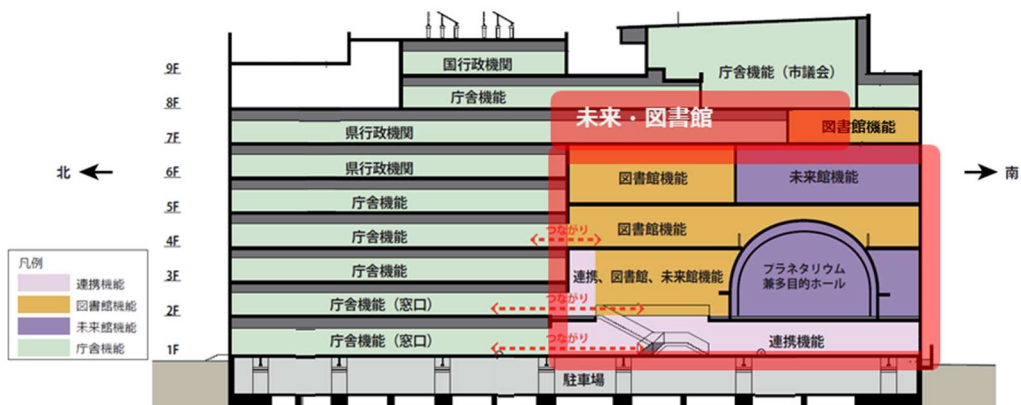 9F
国行政機関
庁舎機能（市議会）
8F
庁舎機能
未来・図書館
7F
県行政機関
図書館機能
北
6F
県行政機関
図書館機能
未来館機能
南
5F
庁舎機能
4F
庁舎機能
つながり
図書館機能
3F
庁舎機能
連携、図書館、未来館機能
プラネタリウム
兼多目的ホール
2F
庁舎機能（窓口）
つながり
1F
庁舎機能（窓口）
つながり
連携機能
駐車場
凡例
連携機能
図書館機能
未来館機能
庁舎機能